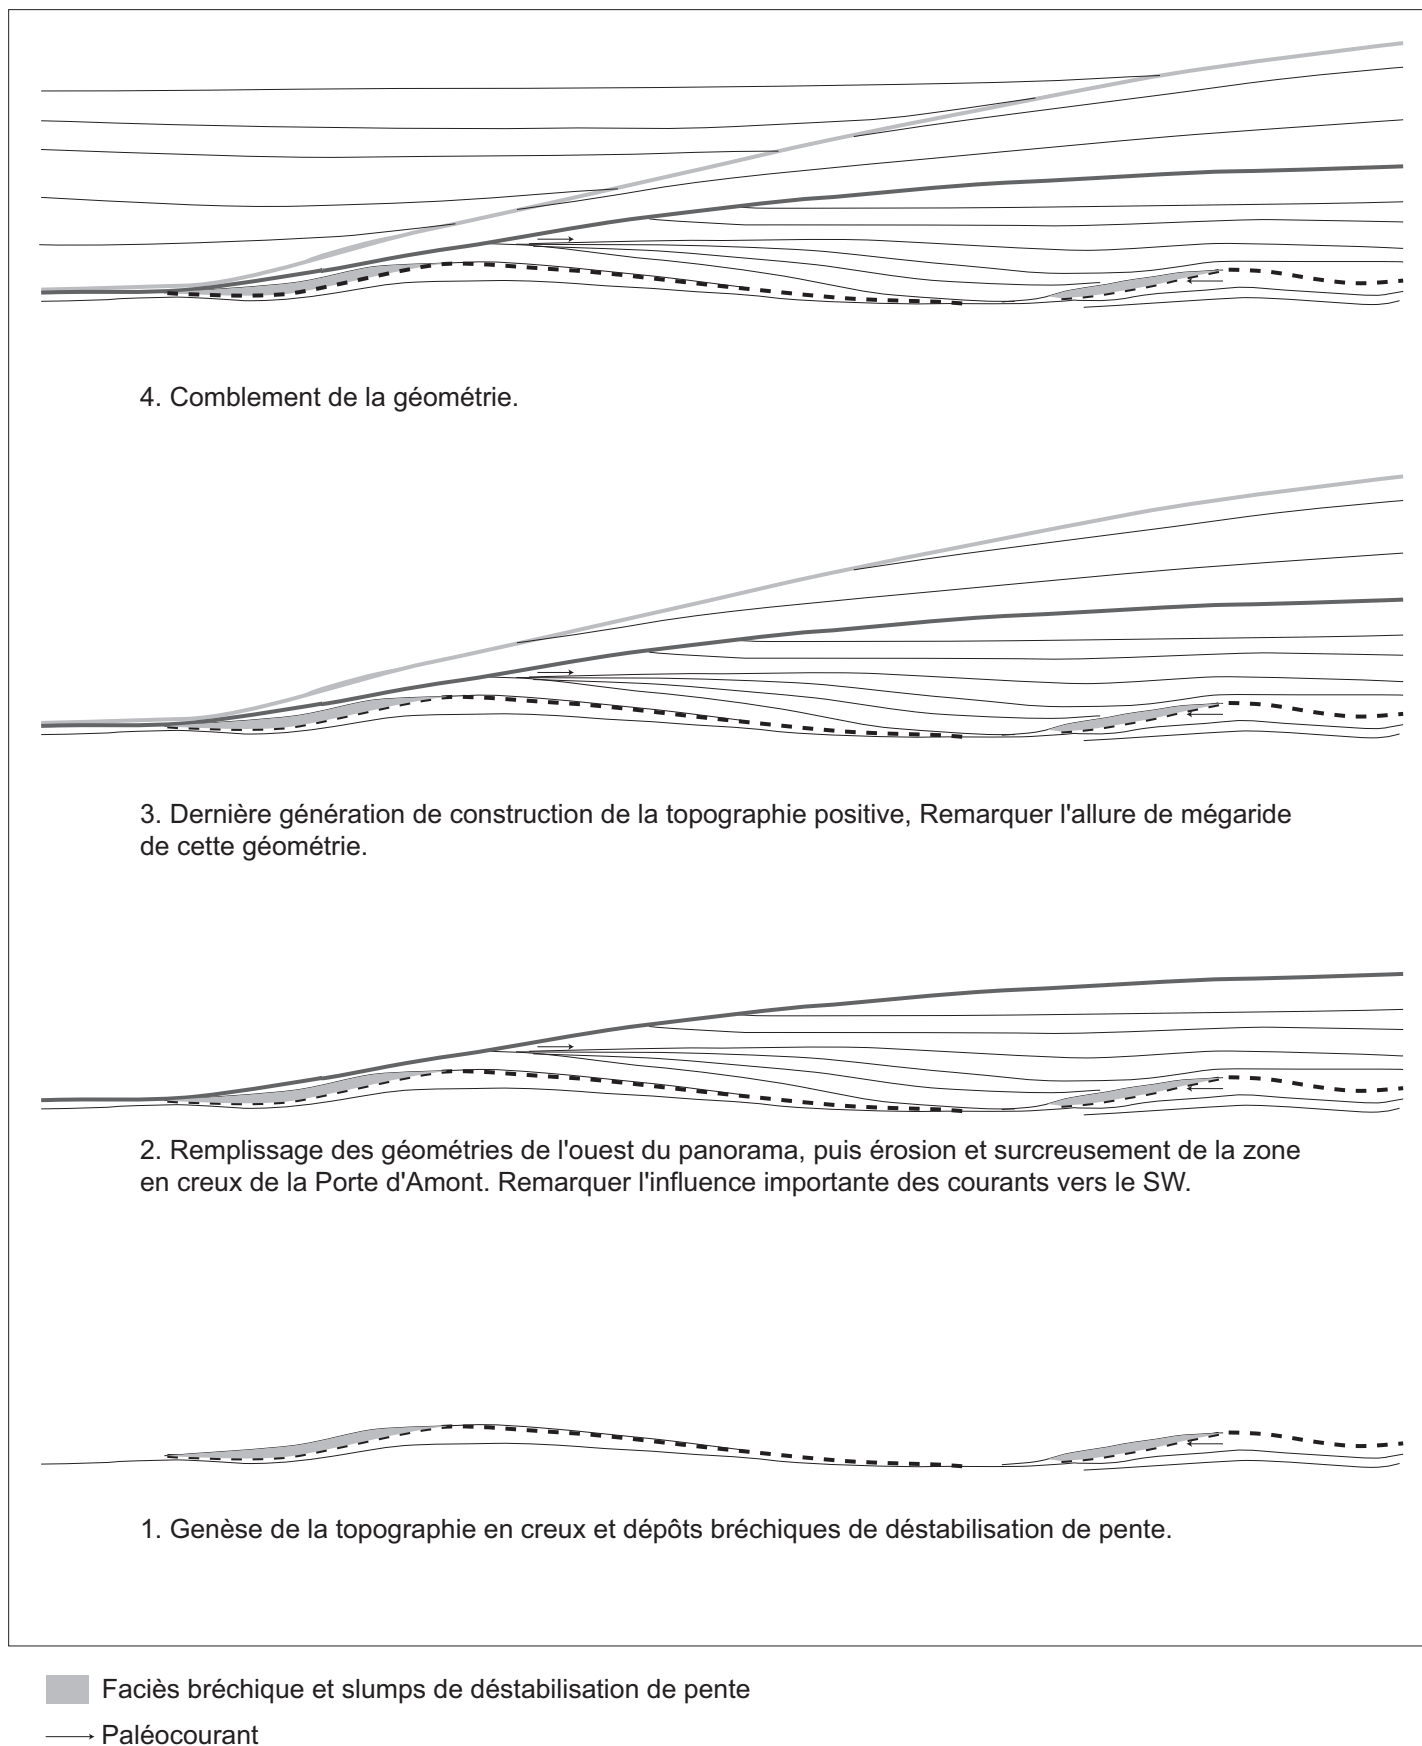 4. Comblement de la géométrie.
3. Dernière génération de construction de la topographie positive, Remarquer l'allure de mégaride
de cette géométrie.
2. Remplissage des géométries de l'ouest du panorama, puis érosion et surcreusement de la zone
en creux de la Porte d'Amont. Remarquer l'influence importante des courants vers le SW.
1. Genèse de la topographie en creux et dépôts bréchiques de déstabilisation de pente.
Faciès bréchique et slumps de déstabilisation de pente
Paléocourant